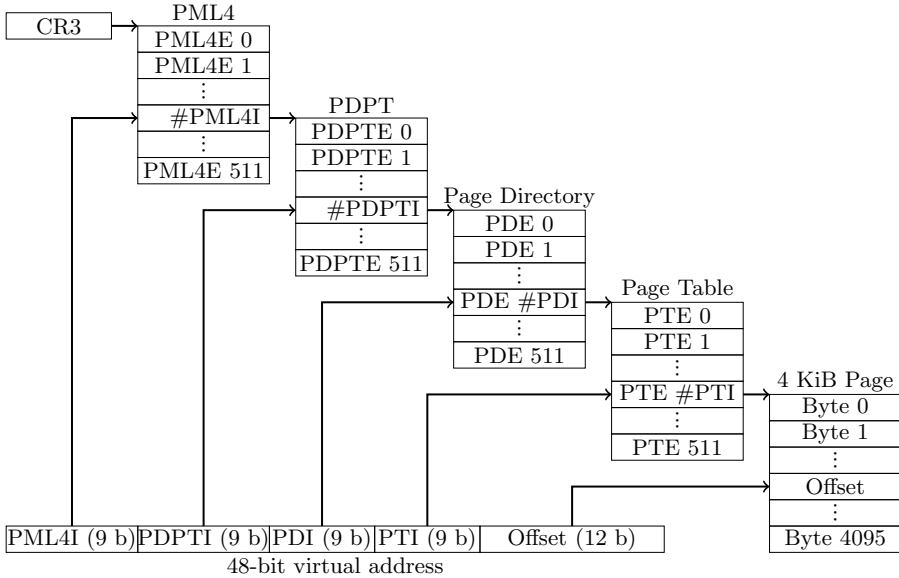 PML4
CR3
PML4E 0
PML4E 1
⋮
#PML4I
⋮
PML4E 511
PDPT
PDPTE 0
PDPTE 1
⋮
#PDPTI
⋮
PDPTE 511
Page Directory
PDE 0
PDE 1
⋮
PDE #PDI
⋮
PDE 511
Page Table
PTE 0
PTE 1
⋮
PTE #PTI
⋮
PTE 511
4 KiB Page
Byte 0
Byte 1
⋮
Offset
⋮
Byte 4095
PML4I (9 b) PDPTI (9 b) PDI (9 b) PTI (9 b) Offset (12 b)
48-bit virtual address